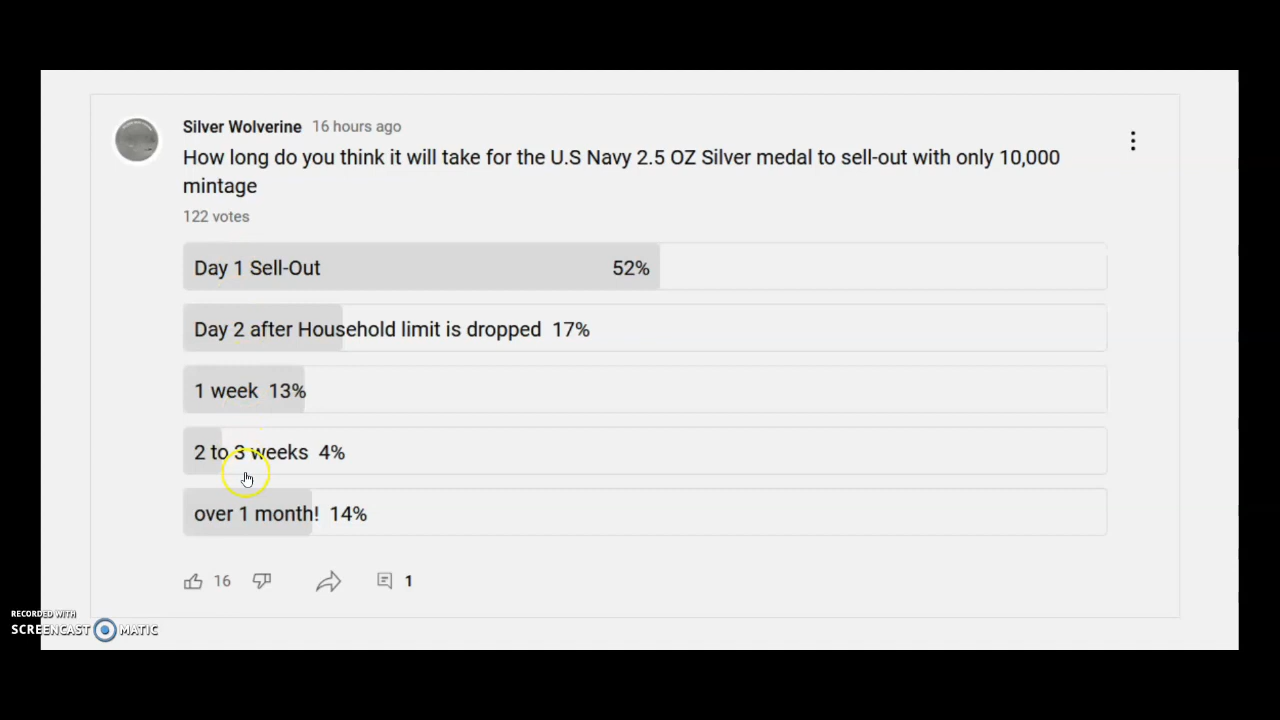 Silver Wolverine 16 hours ago
How long do you think it will take for the U.S Navy 2.5 OZ Silver medal to sell-out with only 10,000
mintage
122 votes
Day 1 Sell-Out 52%
Day 2 after Household limit is dropped 17%
1 week 13%
2 to 3 weeks 4%
over 1 month! 14%
16 1
RECORDED WITH
SCREENCAST MATIC